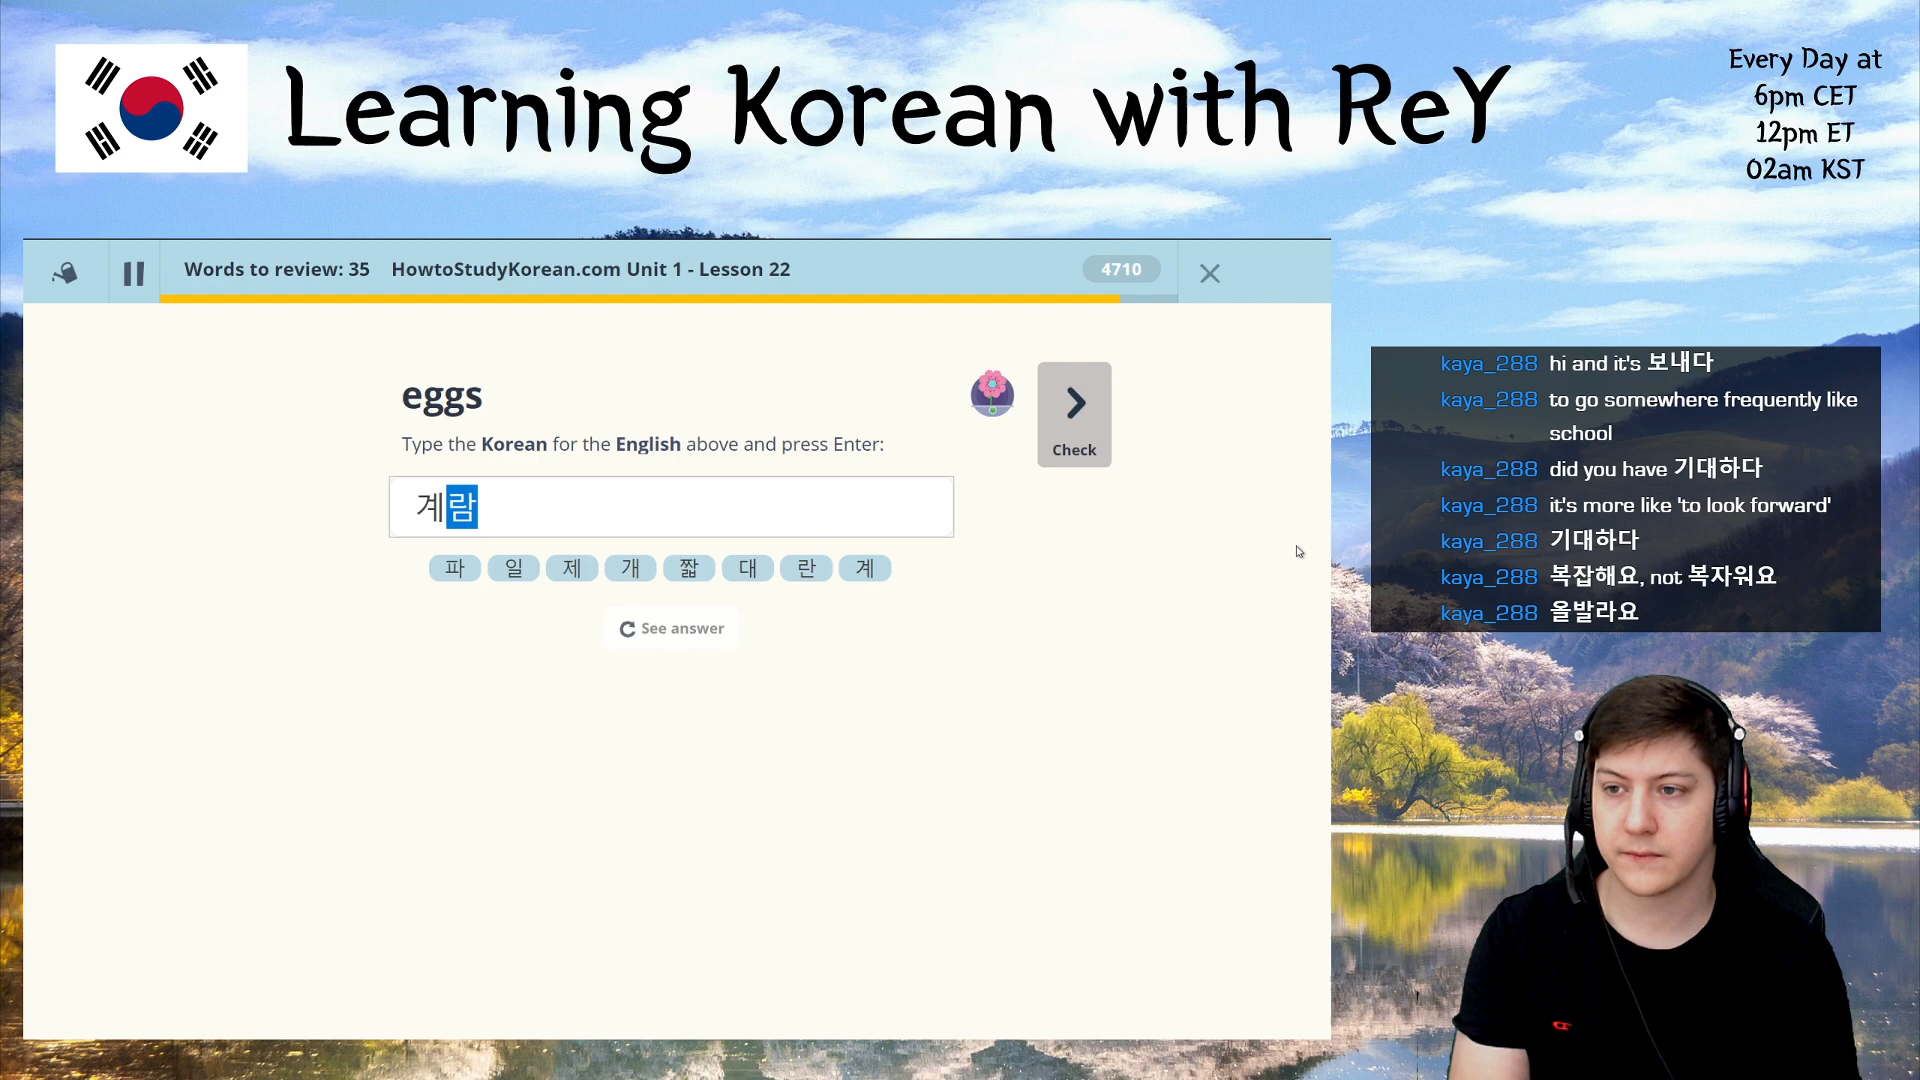 Learning Korean with ReY
Every Day at
6pm CET
12pm ET
02am KST
Words to review: 35 HowtoStudyKorean.com Unit 1 - Lesson 22
4710
eggs
Type the Korean for the English above and press Enter:
계람
Check
파 일 제 개 짧 대 란 계
See answer
kaya_288 hi and it's 보내다
kaya_288 to go somewhere frequently like
school
kaya_288 did you have 기대하다
kaya_288 it's more like 'to look forward'
kaya_288 기대하다
kaya_288 복잡해요, not 복자워요
kaya_288 올발라요